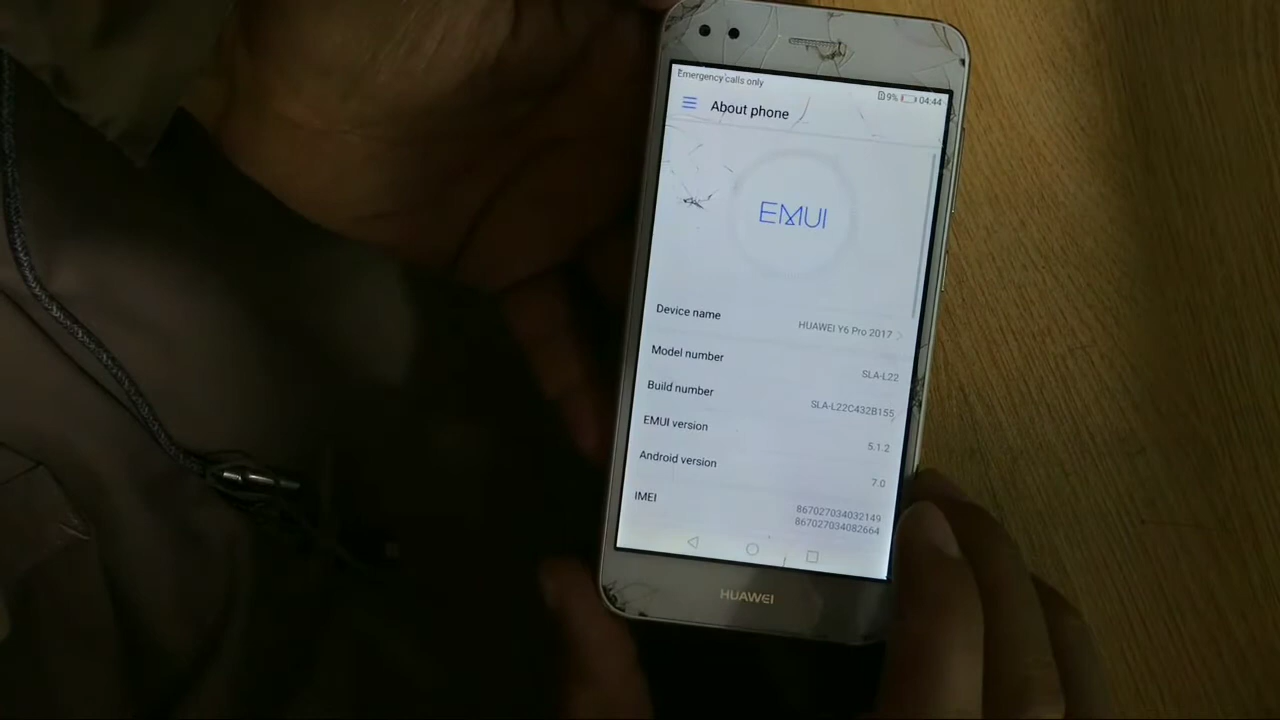 Emergency calls only
9% 04:44
About phone
EMUI
Device name HUAWEI Y6 Pro 2017
Model number SLA-L22
Build number SLA-L22C432B155
EMUI version 5.1.2
Android version 7.0
IMEI 867027034032149
867027034082664
HUAWEI